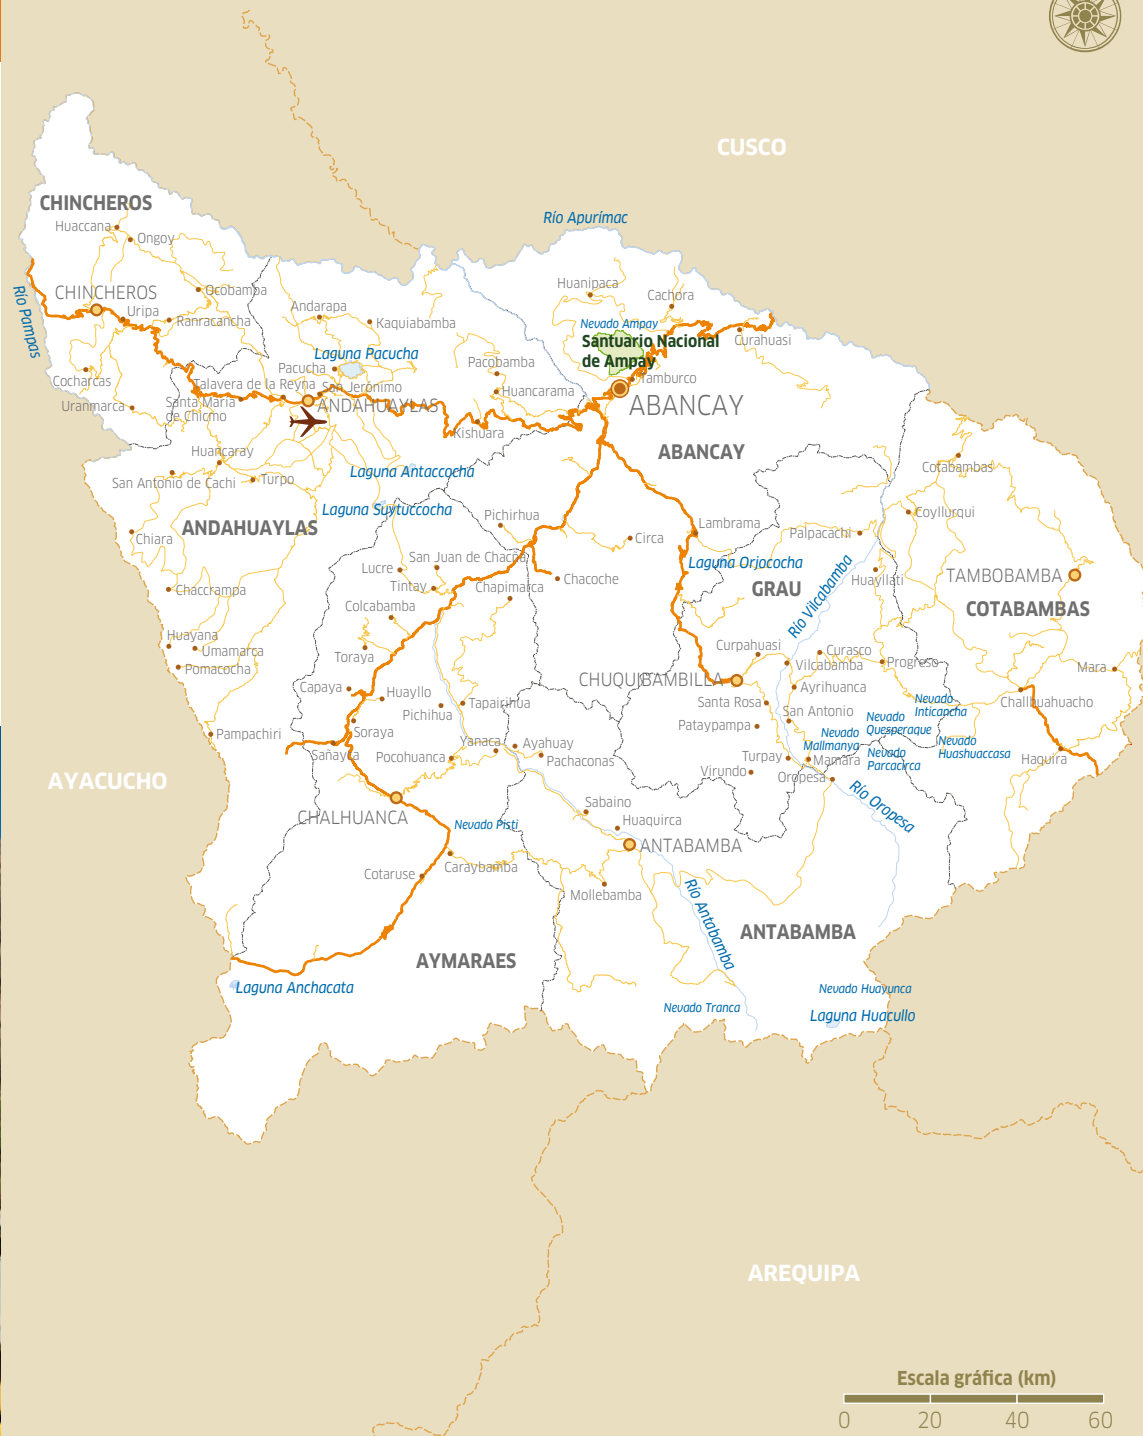 CUSCO
CHINCHEROS
Río Apurímac
Huaccana
Ongoy
Huanipaca
CHINCHEROS
Ocobamba
Cachora
Andarapa
Río Pampas
Uripa
Ranracancha
Kaquiabamba
Nevado Ampay
Santuario Nacional
de Ampay
Curahuasi
Laguna Pacucha
Pacucha
Pacobamba
Cocharcas
Talavera de la Reyna
San Jerónimo
Huancarama
Tamburco
Uranmarca
Santa María
de Chicmo
ANDAHUAYLAS
ABANCAY
Kishuara
Huancaray
ABANCAY
Laguna Antaccocha
Cotabambas
San Antonio de Cachi
Turpo
Laguna Suytuccocha
Pichirhua
Coyllurqui
ANDAHUAYLAS
Lambrama
Chiara
Circa
Palpacachi
San Juan de Chacña
Laguna Orjococha
Lucre
Chacoche
Huayllati
TAMBOBAMBA
Tintay
Chapimarca
GRAU
Chaccrampa
Río Vilcabamba
Colcabamba
COTABAMBAS
Huayana
Umamarca
Curpahuasi
Curasco
Toraya
Vilcabamba
Progreso
Pomacocha
Mara
CHUQUIBAMBILLA
Capaya
Huayllo
Ayrihuanca
Tapairihua
Santa Rosa
Nevado
Inticancha
Challhuahuacho
Pichihua
San Antonio
Nevado
Quesperaque
Pataypampa
Soraya
Pampachiri
Nevado
Mallmanya
Yanaca
Ayahuay
Nevado
Huashuaccasa
Sañayca
Pocohuanca
Pachaconas
Turpay
Mamara
Nevado
Parcacirca
Haquira
Virundo
Oropesa
AYACUCHO
Río Oropesa
Sabaino
CHALHUANCA
Nevado Pisti
Huaquirca
ANTABAMBA
Caraybamba
Cotaruse
Mollebamba
Río Antabamba
ANTABAMBA
AYMARAES
Laguna Anchacata
Nevado Huayunca
Nevado Tranca
Laguna Huacullo
AREQUIPA
Escala gráfica (km)
0 20 40 60